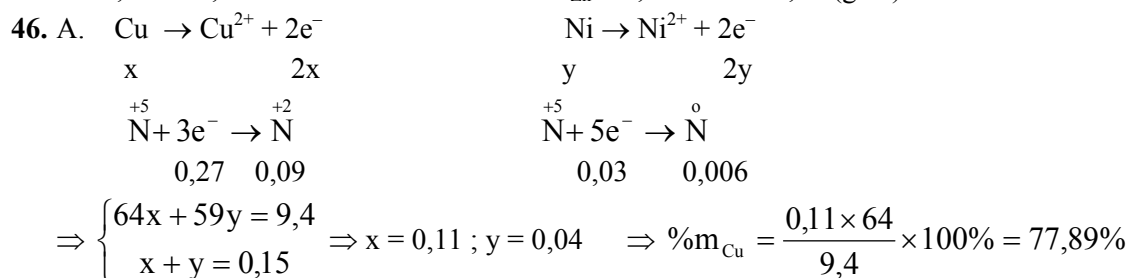 46. A. Cu → Cu²⁺ + 2e⁻ Ni → Ni²⁺ + 2e⁻
x 2x y 2y
+5 +2 +5 o
N + 3e⁻ → N N + 5e⁻ → N
0,27 0,09 0,03 0,006
⇒ { 64x + 59y = 9,4 ; x + y = 0,15 ⇒ x = 0,11 ; y = 0,04 ⇒ %m_Cu = (0,11 × 64)/9,4 × 100% = 77,89%